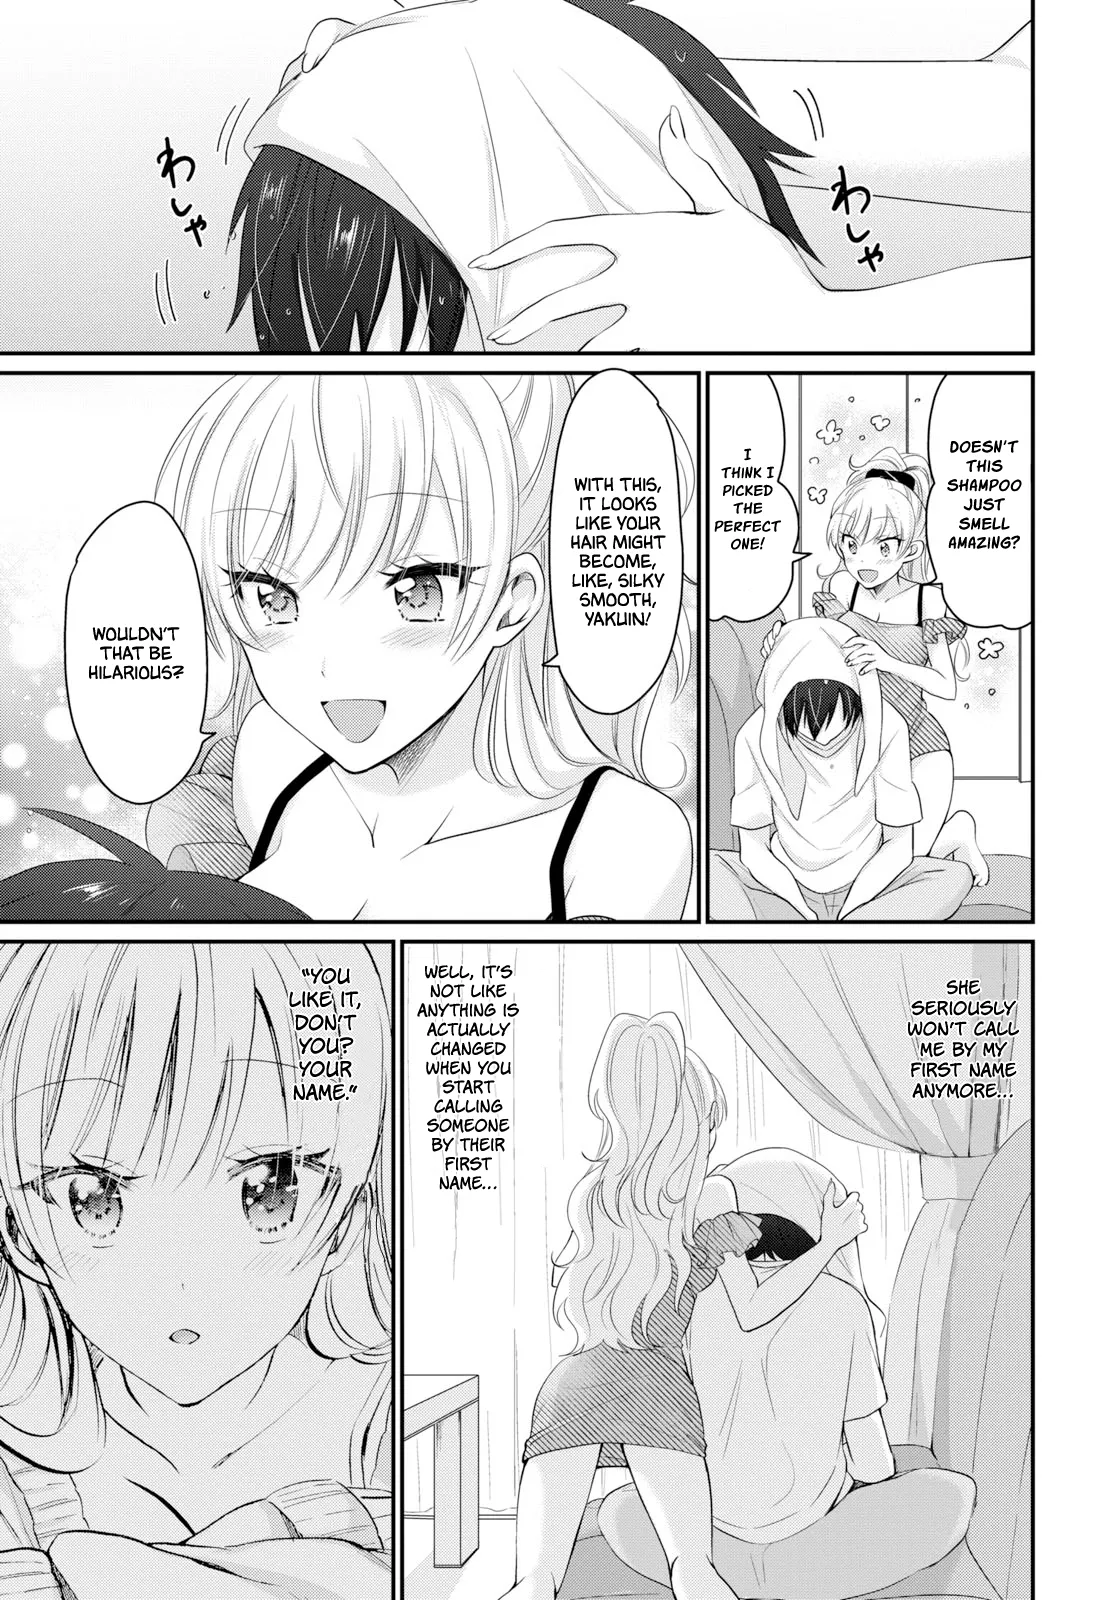 わしゃ
わしゃ
DOESN'T
THIS
SHAMPOO
JUST
SMELL
AMAZING?
I
THINK I
PICKED
THE
PERFECT
ONE!
WITH THIS,
IT LOOKS
LIKE YOUR
HAIR MIGHT
BECOME,
LIKE, SILKY
SMOOTH,
YAKUIN!
WOULDN'T
THAT BE
HILARIOUS?
SHE
SERIOUSLY
WON'T CALL
ME BY MY
FIRST NAME
ANYMORE...
WELL, IT'S
NOT LIKE
ANYTHING IS
ACTUALLY
CHANGED
WHEN YOU
START
CALLING
SOMEONE
BY THEIR
FIRST
NAME...
"YOU
LIKE IT,
DON'T
YOU?
YOUR
NAME."